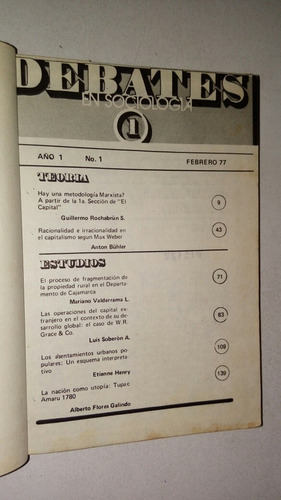 DEBATES
EN SOCIOLOGIA
1
AÑO 1 No. 1 FEBRERO 77
TEORIA
Hay una metodología Marxista?
A partir de la 1a. Sección de "El
Capital" 9
Guillermo Rochabrún S.
Racionalidad e irracionalidad en 43
el capitalismo segun Max Weber
Anton Bühler
ESTUDIOS
El proceso de fragmentación de 71
la propiedad rural en el Departa-
mento de Cajamarca
Mariano Valderrama L.
Las operaciones del capital ex-
tranjero en el contexto de su de- 83
sarrollo global: el caso de W.R.
Grace & Co.
Luis Soberón A.
Los asentamientos urbanos po- 109
pulares: Un esquema interpreta-
tivo
Etienne Henry
La nación como utopía: Tupac 139
Amaru 1780
Alberto Flores Galindo